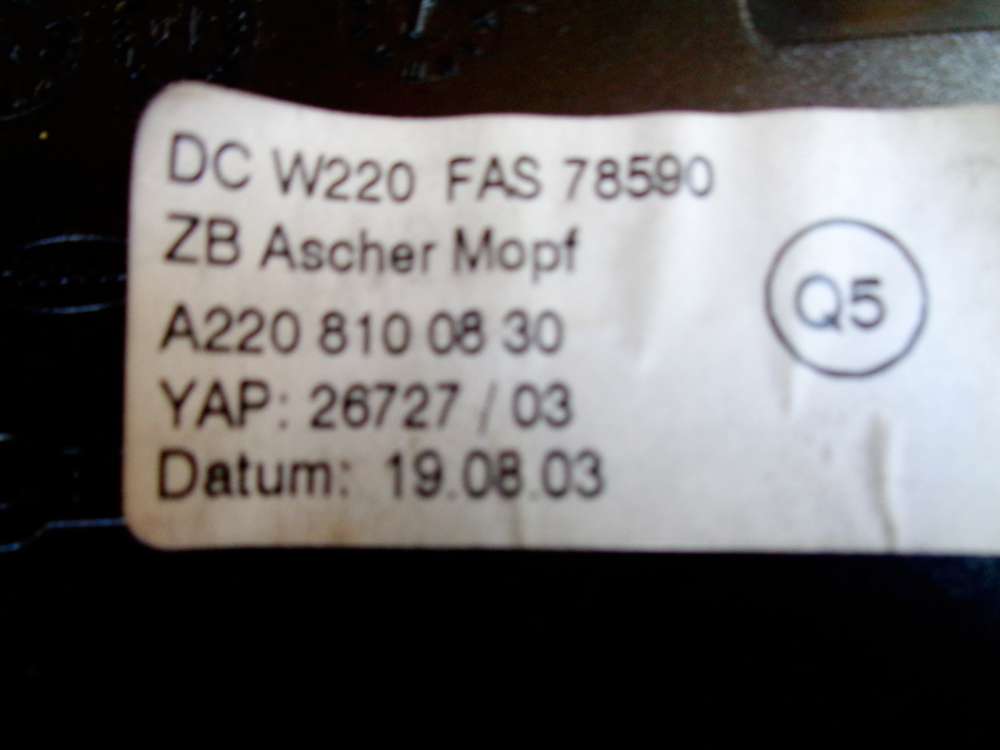 DC W220 FAS 78590
ZB Ascher Mopf
Q5
A220 810 08 30
YAP: 26727 / 03
Datum: 19.08.03